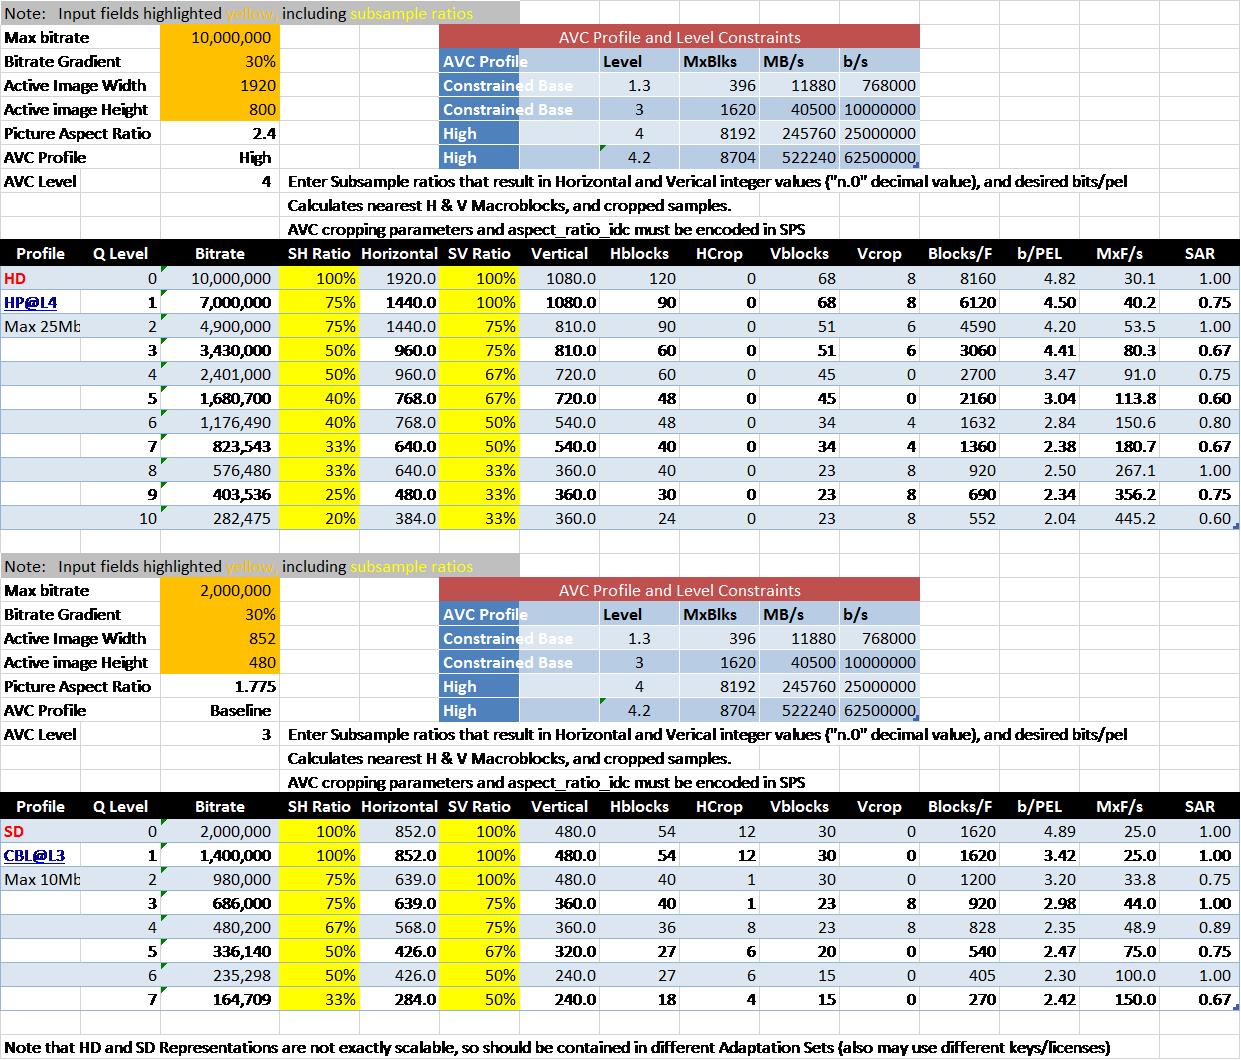 Note:   Input fields highlighted yellow, including subsample ratios
Max bitrate 10,000,000 AVC Profile and Level Constraints
Bitrate Gradient 30% AVC Profile Level MxBlks MB/s b/s
Active Image Width 1920 Constrained Base 1.3 396 11880 768000
Active image Height 800 Constrained Base 3 1620 40500 10000000
Picture Aspect Ratio 2.4 High 4 8192 245760 25000000
AVC Profile High High 4.2 8704 522240 62500000
AVC Level 4 Enter Subsample ratios that result in Horizontal and Verical integer values ("n.0" decimal value), and desired bits/pel
Calculates nearest H & V Macroblocks, and cropped samples.
AVC cropping parameters and aspect_ratio_idc must be encoded in SPS
Profile Q Level Bitrate SH Ratio Horizontal SV Ratio Vertical Hblocks HCrop Vblocks Vcrop Blocks/F b/PEL MxF/s SAR
HD 0 10,000,000 100% 1920.0 100% 1080.0 120 0 68 8 8160 4.82 30.1 1.00
HP@L4 1 7,000,000 75% 1440.0 100% 1080.0 90 0 68 8 6120 4.50 40.2 0.75
Max 25Mb 2 4,900,000 75% 1440.0 75% 810.0 90 0 51 6 4590 4.20 53.5 1.00
3 3,430,000 50% 960.0 75% 810.0 60 0 51 6 3060 4.41 80.3 0.67
4 2,401,000 50% 960.0 67% 720.0 60 0 45 0 2700 3.47 91.0 0.75
5 1,680,700 40% 768.0 67% 720.0 48 0 45 0 2160 3.04 113.8 0.60
6 1,176,490 40% 768.0 50% 540.0 48 0 34 4 1632 2.84 150.6 0.80
7 823,543 33% 640.0 50% 540.0 40 0 34 4 1360 2.38 180.7 0.67
8 576,480 33% 640.0 33% 360.0 40 0 23 8 920 2.50 267.1 1.00
9 403,536 25% 480.0 33% 360.0 30 0 23 8 690 2.34 356.2 0.75
10 282,475 20% 384.0 33% 360.0 24 0 23 8 552 2.04 445.2 0.60
Note:   Input fields highlighted yellow, including subsample ratios
Max bitrate 2,000,000 AVC Profile and Level Constraints
Bitrate Gradient 30% AVC Profile Level MxBlks MB/s b/s
Active Image Width 852 Constrained Base 1.3 396 11880 768000
Active image Height 480 Constrained Base 3 1620 40500 10000000
Picture Aspect Ratio 1.775 High 4 8192 245760 25000000
AVC Profile Baseline High 4.2 8704 522240 62500000
AVC Level 3 Enter Subsample ratios that result in Horizontal and Verical integer values ("n.0" decimal value), and desired bits/pel
Calculates nearest H & V Macroblocks, and cropped samples.
AVC cropping parameters and aspect_ratio_idc must be encoded in SPS
Profile Q Level Bitrate SH Ratio Horizontal SV Ratio Vertical Hblocks HCrop Vblocks Vcrop Blocks/F b/PEL MxF/s SAR
SD 0 2,000,000 100% 852.0 100% 480.0 54 12 30 0 1620 4.89 25.0 1.00
CBL@L3 1 1,400,000 100% 852.0 100% 480.0 54 12 30 0 1620 3.42 25.0 1.00
Max 10Mb 2 980,000 75% 639.0 100% 480.0 40 1 30 0 1200 3.20 33.8 0.75
3 686,000 75% 639.0 75% 360.0 40 1 23 8 920 2.98 44.0 1.00
4 480,200 67% 568.0 75% 360.0 36 8 23 8 828 2.35 48.9 0.89
5 336,140 50% 426.0 67% 320.0 27 6 20 0 540 2.47 75.0 0.75
6 235,298 50% 426.0 50% 240.0 27 6 15 0 405 2.30 100.0 1.00
7 164,709 33% 284.0 50% 240.0 18 4 15 0 270 2.42 150.0 0.67
Note that HD and SD Representations are not exactly scalable, so should be contained in different Adaptation Sets (also may use different keys/licenses)